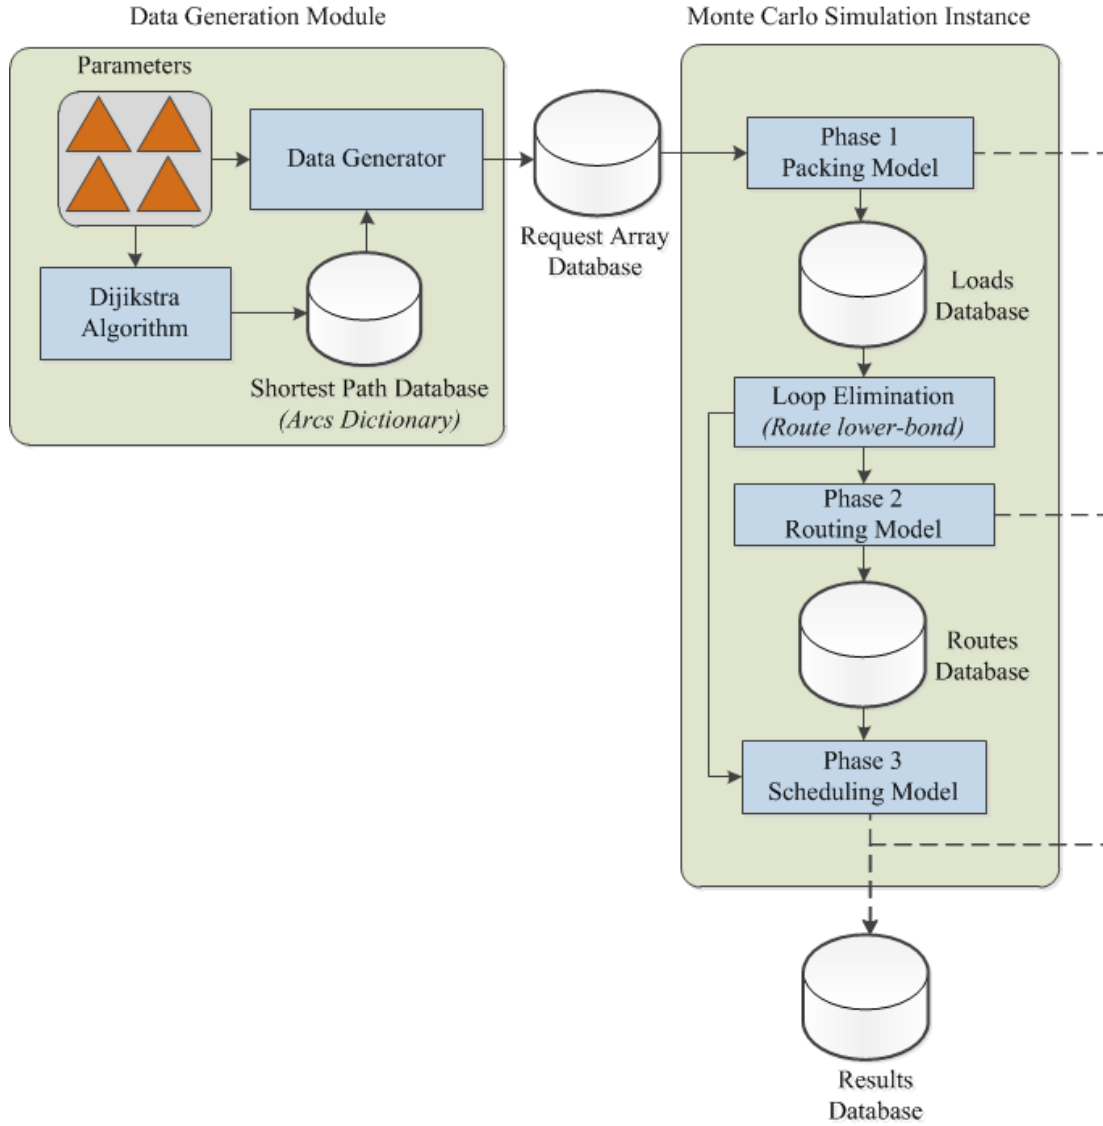 Data Generation Module
Parameters
Data Generator
Dijikstra
Algorithm
Shortest Path Database
(Arcs Dictionary)
Request Array
Database
Monte Carlo Simulation Instance
Phase 1
Packing Model
Loads
Database
Loop Elimination
(Route lower-bond)
Phase 2
Routing Model
Routes
Database
Phase 3
Scheduling Model
Results
Database